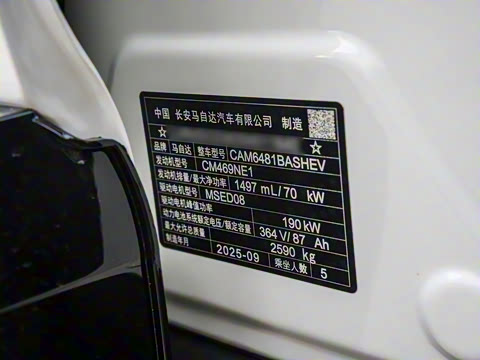 中国 长安马自达汽车有限公司 制造
☆ ☆
品牌 马自达 整车型号 CAM6481BASHEV
发动机型号 CM469NE1
发动机排量/最大净功率 1497 mL/70 kW
驱动电机型号 MSED08
驱动电机峰值功率 190 kW
动力电池系统额定电压/额定容量 364 V/ 87 Ah
最大允许总质量 2590 kg
制造年月 2025-09 乘坐人数 5